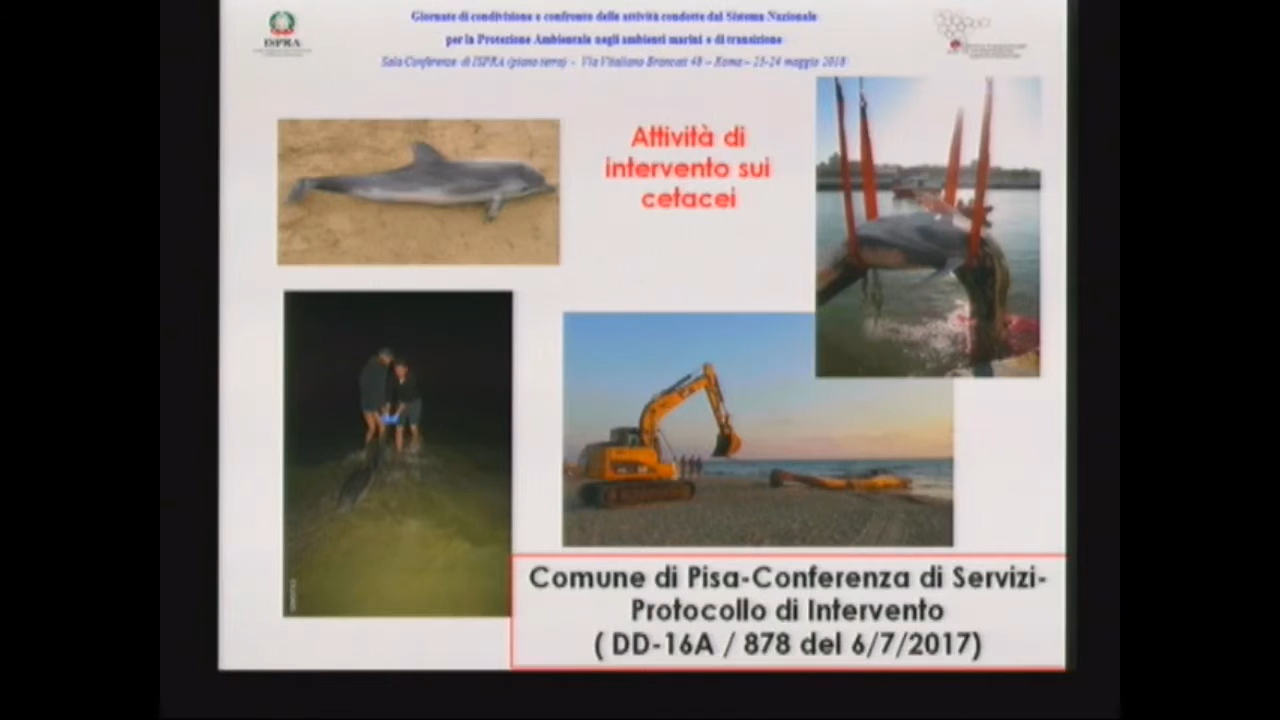 Giornate di condivisione e confronto delle attività condotte dal Sistema Nazionale
per la Protezione Ambientale negli ambienti marini e di transizione
Sala Conferenze di ISPRA (piano terra) - Via Vitaliano Brancati 48 – Roma – 23-24 maggio 2018
ISPRA
Attività di
intervento sui
cetacei
Comune di Pisa-Conferenza di Servizi-
Protocollo di Intervento
( DD-16A / 878 del 6/7/2017)